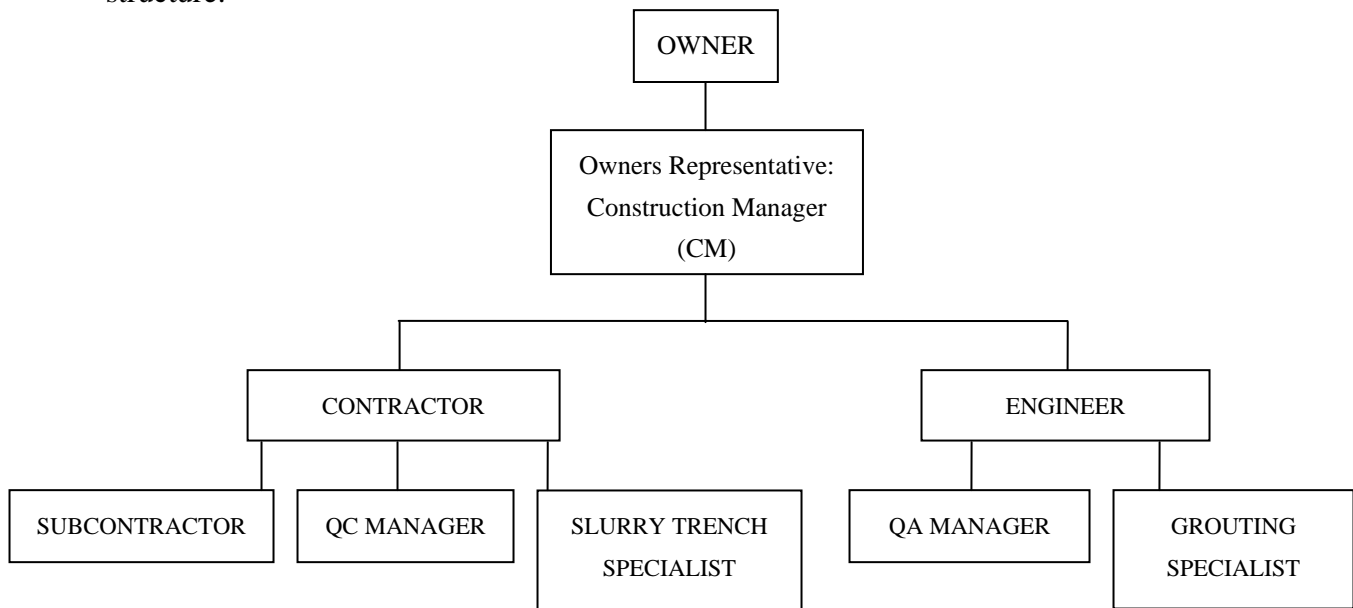 structure.
OWNER
Owners Representative:
Construction Manager
(CM)
CONTRACTOR
ENGINEER
SUBCONTRACTOR
QC MANAGER
SLURRY TRENCH
SPECIALIST
QA MANAGER
GROUTING
SPECIALIST